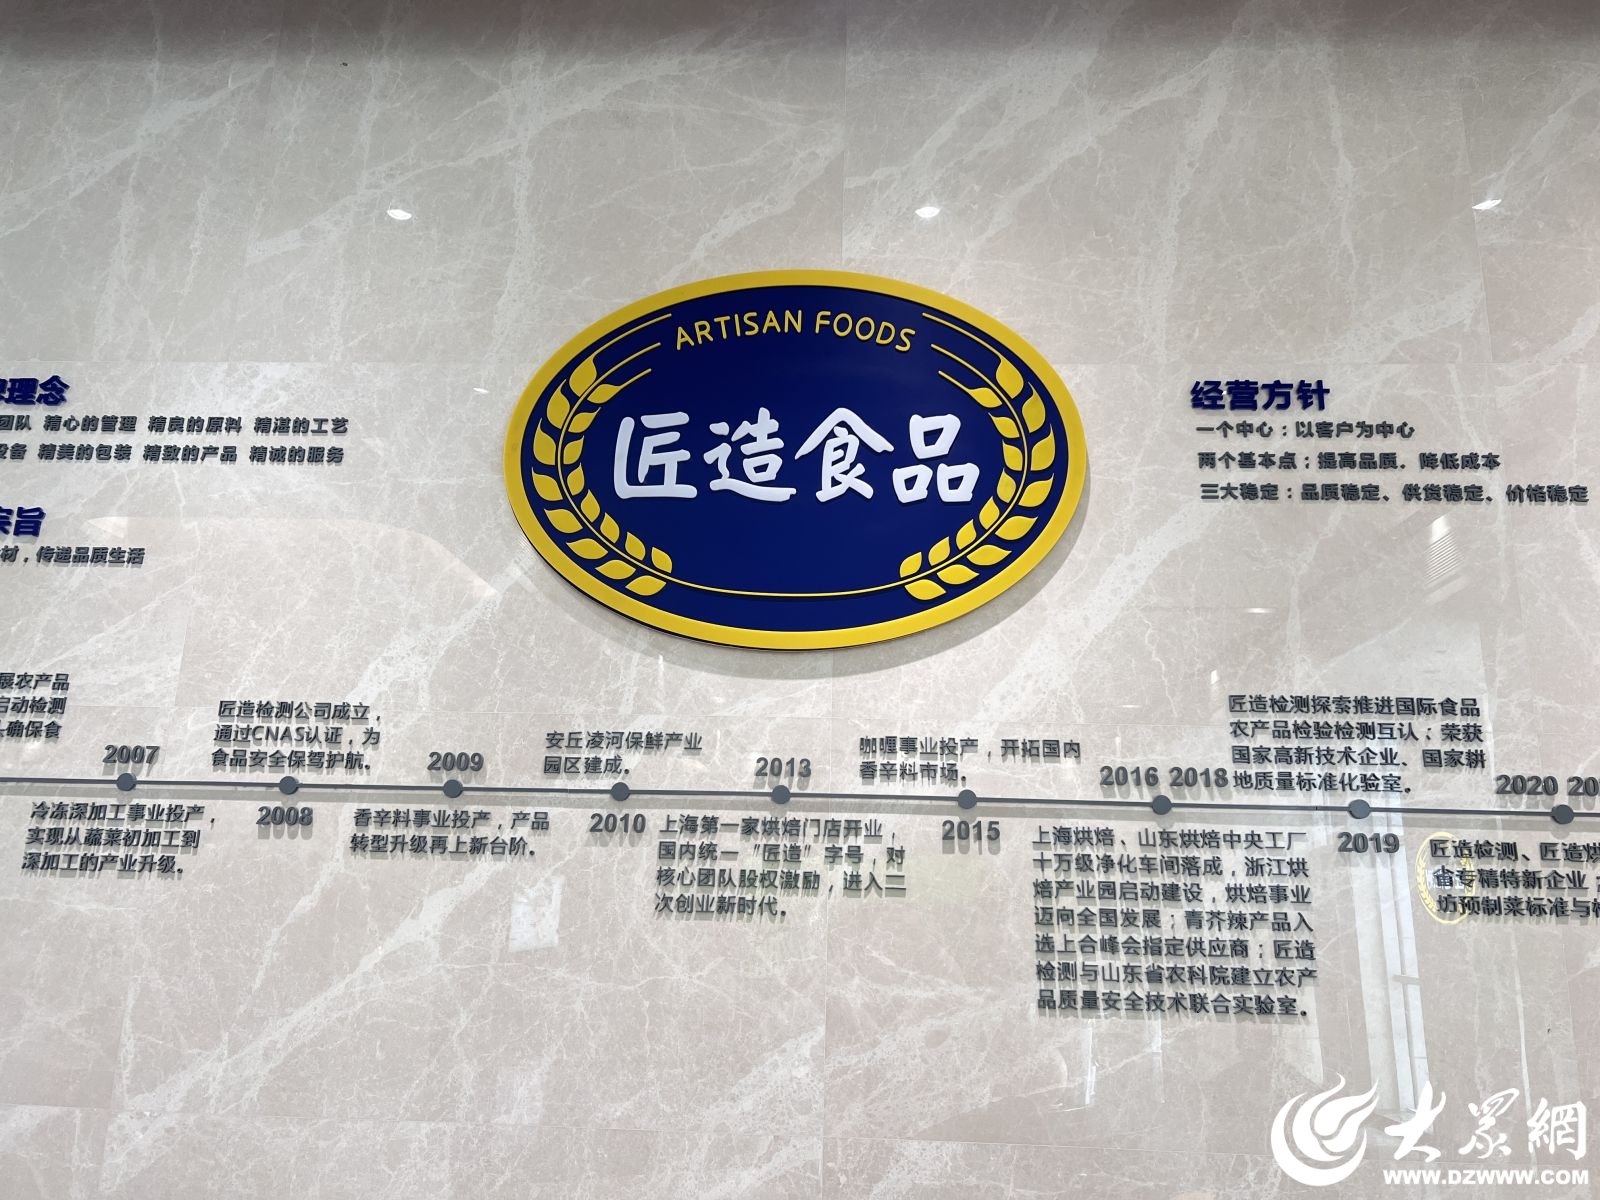 ARTISAN FOODS
匠造食品
理念
团队 精心的管理 精良的原料 精湛的工艺
设备 精美的包装 精致的产品 精诚的服务
宗旨
材，传递品质生活
经营方针
一个中心：以客户为中心
两个基本点：提高品质、降低成本
三大稳定：品质稳定、供货稳定、价格稳定
展农产品
启动检测
头确保食
2007
冷冻深加工事业投产，
实现从蔬菜初加工到
深加工的产业升级。
匠造检测公司成立，
通过CNAS认证，为
食品安全保驾护航。
2008
2009
香辛料事业投产，产品
转型升级再上新台阶。
安丘凌河保鲜产业
园区建成。
2010
2013
上海第一家烘焙门店开业，
国内统一“匠造”字号，对
核心团队股权激励，进入二
次创业新时代。
咖喱事业投产，开拓国内
香辛料市场。
2015
2016 2018
上海烘焙、山东烘焙中央工厂
十万级净化车间落成，浙江烘
焙产业园启动建设，烘焙事业
迈向全国发展；青芥辣产品入
选上合峰会指定供应商；匠造
检测与山东省农科院建立农产
品质量安全技术联合实验室。
匠造检测探索推进国际食品
农产品检验检测互认；荣获
国家高新技术企业、国家耕
地质量标准化验室。
2019
2020 20
匠造检测、匠造烘
省专精特新企业；
坊预制菜标准与检
大众網
WWW.DZWWW.COM